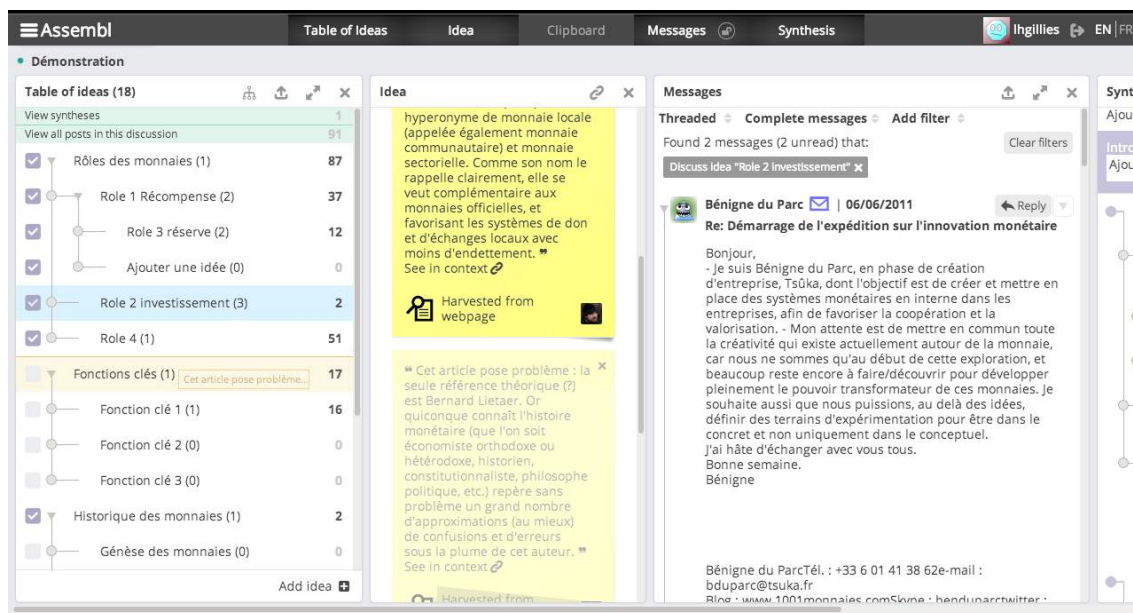 Assembl
Table of Ideas
Idea
Clipboard
Messages
Synthesis
lhgillies
EN|FR
Démonstration
Table of ideas (18)
View syntheses 1
View all posts in this discussion 91
Rôles des monnaies (1) 87
Role 1 Récompense (2) 37
Role 3 réserve (2) 12
Ajouter une idée (0) 0
Role 2 investissement (3) 2
Role 4 (1) 51
Fonctions clés (1) 17
Cet article pose problème...
Fonction clé 1 (1) 16
Fonction clé 2 (0) 0
Fonction clé 3 (0) 0
Historique des monnaies (1) 2
Génèse des monnaies (0) 0
Add idea
Idea
hyperonyme de monnaie locale
(appelée également monnaie
communautaire) et monnaie
sectorielle. Comme son nom le
rappelle clairement, elle se
veut complémentaire aux
monnaies officielles, et
favorisant les systèmes de don
et d'échanges locaux avec
moins d'endettement. ❞
See in context
Harvested from
webpage
❝ Cet article pose problème : la
seule référence théorique (?)
est Bernard Lietaer. Or
quiconque connaît l'histoire
monétaire (que l'on soit
économiste orthodoxe ou
hétérodoxe, historien,
constitutionnaliste, philosophe
politique, etc.) repère sans
problème un grand nombre
d'approximations (au mieux)
de confusions et d'erreurs
sous la plume de cet auteur. ❞
See in context
Harvested from
Messages
Threaded Complete messages Add filter
Found 2 messages (2 unread) that:
Clear filters
Discuss idea "Role 2 investissement" x
Bénigne du Parc | 06/06/2011
Reply
Re: Démarrage de l'expédition sur l'innovation monétaire
Bonjour,
- Je suis Bénigne du Parc, en phase de création
d'entreprise, Tsûka, dont l'objectif est de créer et mettre en
place des systèmes monétaires en interne dans les
entreprises, afin de favoriser la coopération et la
valorisation. - Mon attente est de mettre en commun toute
la créativité qui existe actuellement autour de la monnaie,
car nous ne sommes qu'au début de cette exploration, et
beaucoup reste encore à faire/découvrir pour développer
pleinement le pouvoir transformateur de ces monnaies. Je
souhaite aussi que nous puissions, au delà des idées,
définir des terrains d'expérimentation pour être dans le
concret et non uniquement dans le conceptuel.
J'ai hâte d'échanger avec vous tous.
Bonne semaine.
Bénigne
Bénigne du ParcTél. : +33 6 01 41 38 62e-mail :
bduparc@tsuka.fr
Blog : www.1001monnaies.comSkype : benduparctwitter :
Synt
Ajou
Intro
Ajou